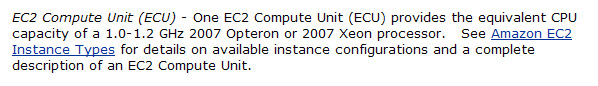 EC2 Compute Unit (ECU) - One EC2 Compute Unit (ECU) provides the equivalent CPU
capacity of a 1.0-1.2 GHz 2007 Opteron or 2007 Xeon processor.   See Amazon EC2
Instance Types for details on available instance configurations and a complete
description of an EC2 Compute Unit.